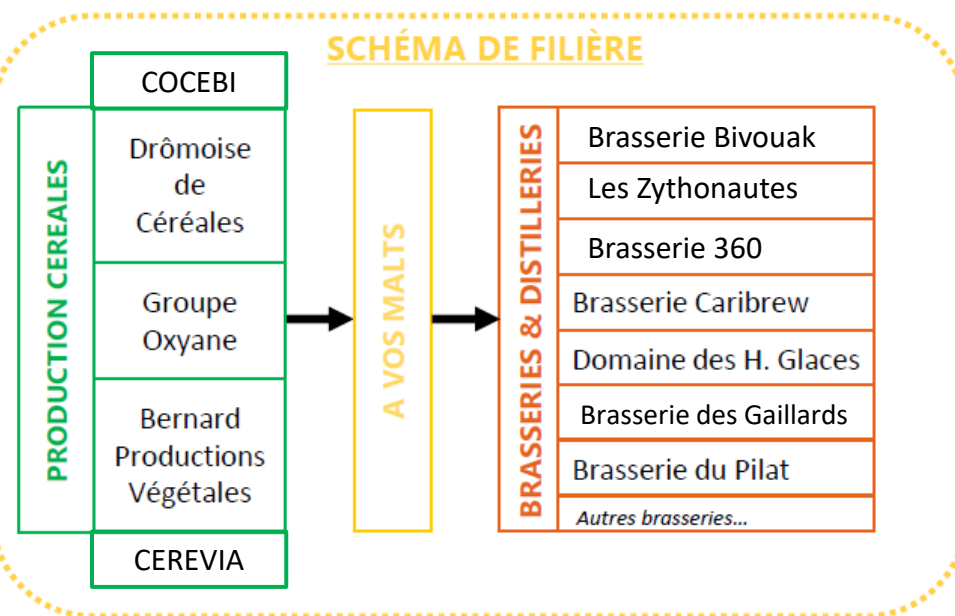 SCHÉMA DE FILIÈRE
PRODUCTION CEREALES
COCEBI
Drômoise
de
Céréales
Groupe
Oxyane
Bernard
Productions
Végétales
CEREVIA
A VOS MALTS
BRASSERIES & DISTILLERIES
Brasserie Bivouak
Les Zythonautes
Brasserie 360
Brasserie Caribrew
Domaine des H. Glaces
Brasserie des Gaillards
Brasserie du Pilat
Autres brasseries...